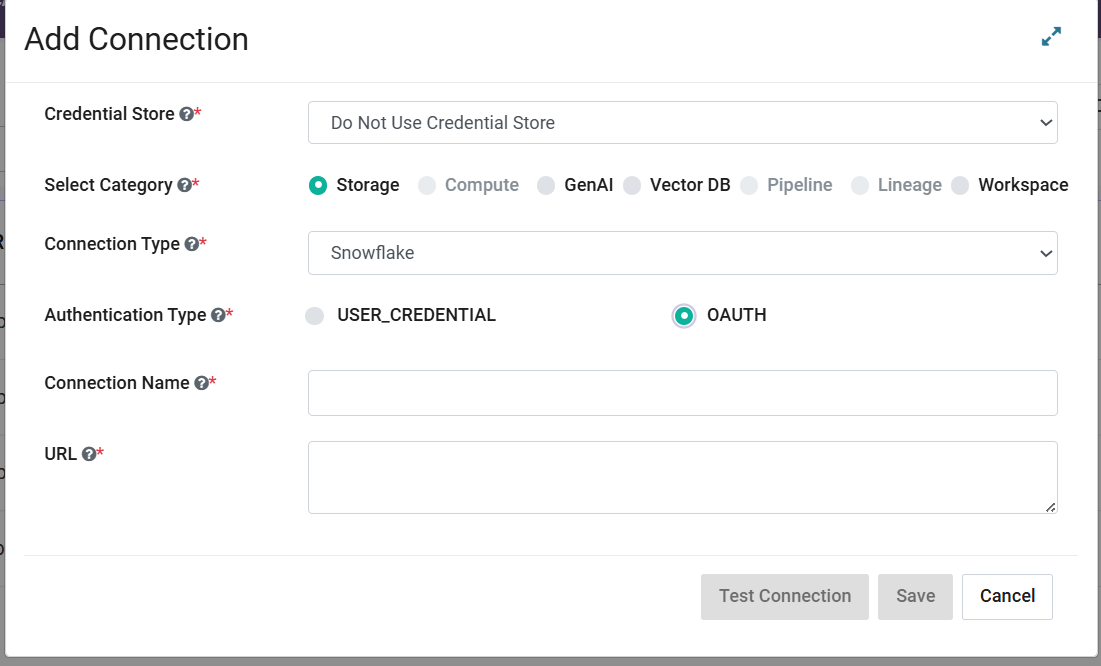 Add Connection
Credential Store ?*
Do Not Use Credential Store
Select Category ?*
Storage Compute GenAI Vector DB Pipeline Lineage Workspace
Connection Type ?*
Snowflake
Authentication Type ?*
USER_CREDENTIAL OAUTH
Connection Name ?*
URL ?*
Test Connection Save Cancel